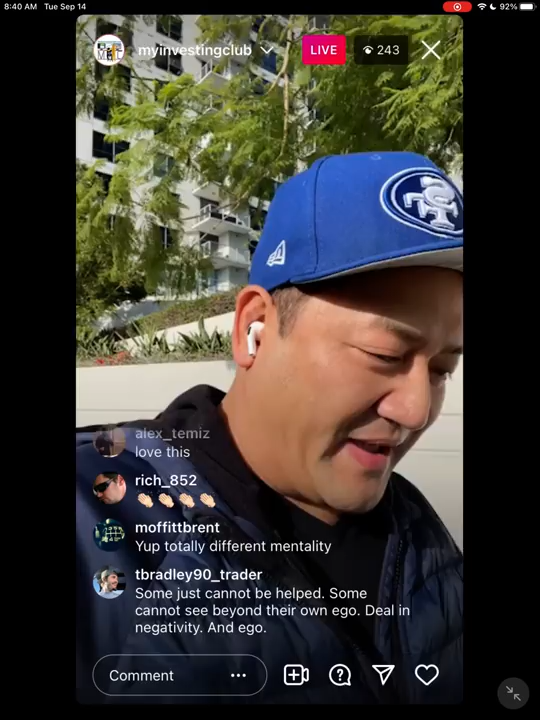 8:40 AM Tue Sep 14
92%
myinvestingclub
LIVE
243
SF
alex_temiz
love this
rich_852
moffittbrent
Yup totally different mentality
tbradley90_trader
Some just cannot be helped. Some
cannot see beyond their own ego. Deal in
negativity. And ego.
Comment